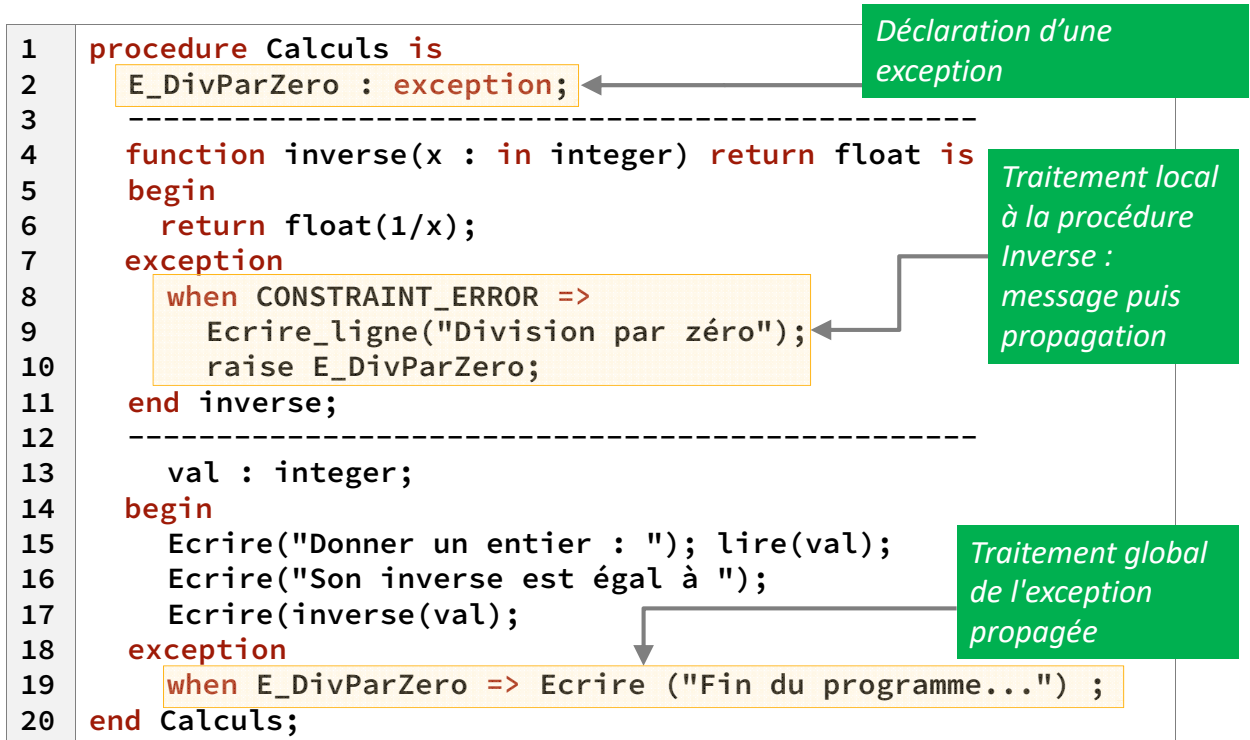 Déclaration d’une
exception
1 procedure Calculs is
2 E_DivParZero : exception;
3 ------------------------------------------------
4 function inverse(x : in integer) return float is
5 begin
6 return float(1/x);
7 exception
8 when CONSTRAINT_ERROR =>
9 Ecrire_ligne("Division par zéro");
10 raise E_DivParZero;
11 end inverse;
Traitement local
à la procédure
Inverse :
message puis
propagation
12 ------------------------------------------------
13 val : integer;
14 begin
15 Ecrire("Donner un entier : "); lire(val);
16 Ecrire("Son inverse est égal à ");
17 Ecrire(inverse(val);
18 exception
19 when E_DivParZero => Ecrire ("Fin du programme...") ;
20 end Calculs;
Traitement global
de l'exception
propagée